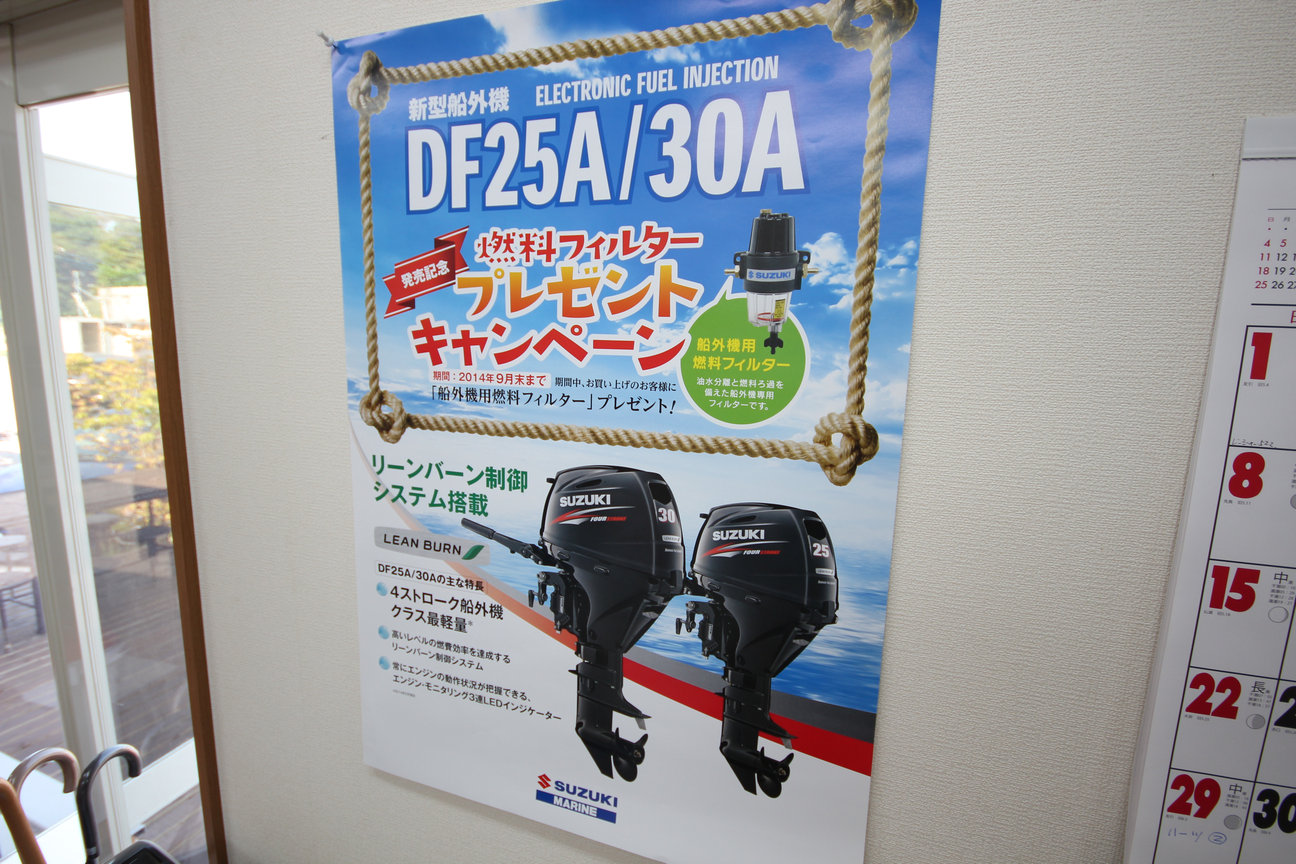 新型船外機 ELECTRONIC FUEL INJECTION
DF25A/30A
発売記念
燃料フィルター
プレゼント
キャンペーン
期間：2014年9月末まで 期間中、お買い上げのお客様に
「船外機用燃料フィルター」プレゼント！
SUZUKI
船外機用
燃料フィルター
油水分離と燃料ろ過を
備えた船外機専用
フィルターです。
リーンバーン制御
システム搭載
LEAN BURN
DF25A/30Aの主な特長
4ストローク船外機
クラス最軽量*
高いレベルの燃費効率を達成する
リーンバーン制御システム
常にエンジンの動作状況が把握できる、
エンジン・モニタリング3連LEDインジケーター
SUZUKI
FOUR STROKE
30
SUZUKI
FOUR STROKE
25
SUZUKI
MARINE
日 月
4 5
11 12
18 19
25 26 27
日
1
8
15 中
22 長
29 中 30